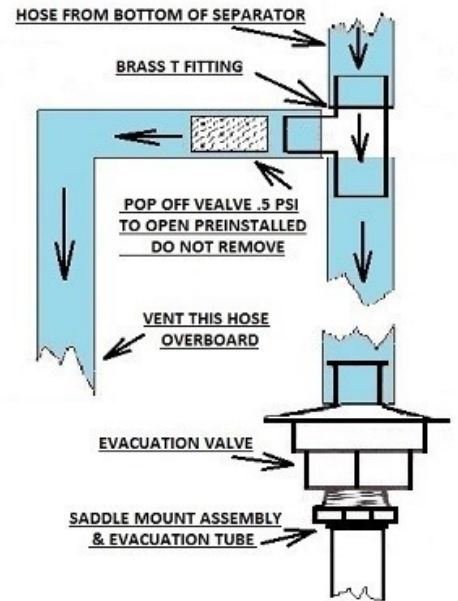 HOSE FROM BOTTOM OF SEPARATOR
BRASS T FITTING
POP OFF VEALVE .5 PSI
TO OPEN PREINSTALLED
DO NOT REMOVE
VENT THIS HOSE
OVERBOARD
EVACUATION VALVE
SADDLE MOUNT ASSEMBLY
& EVACUATION TUBE